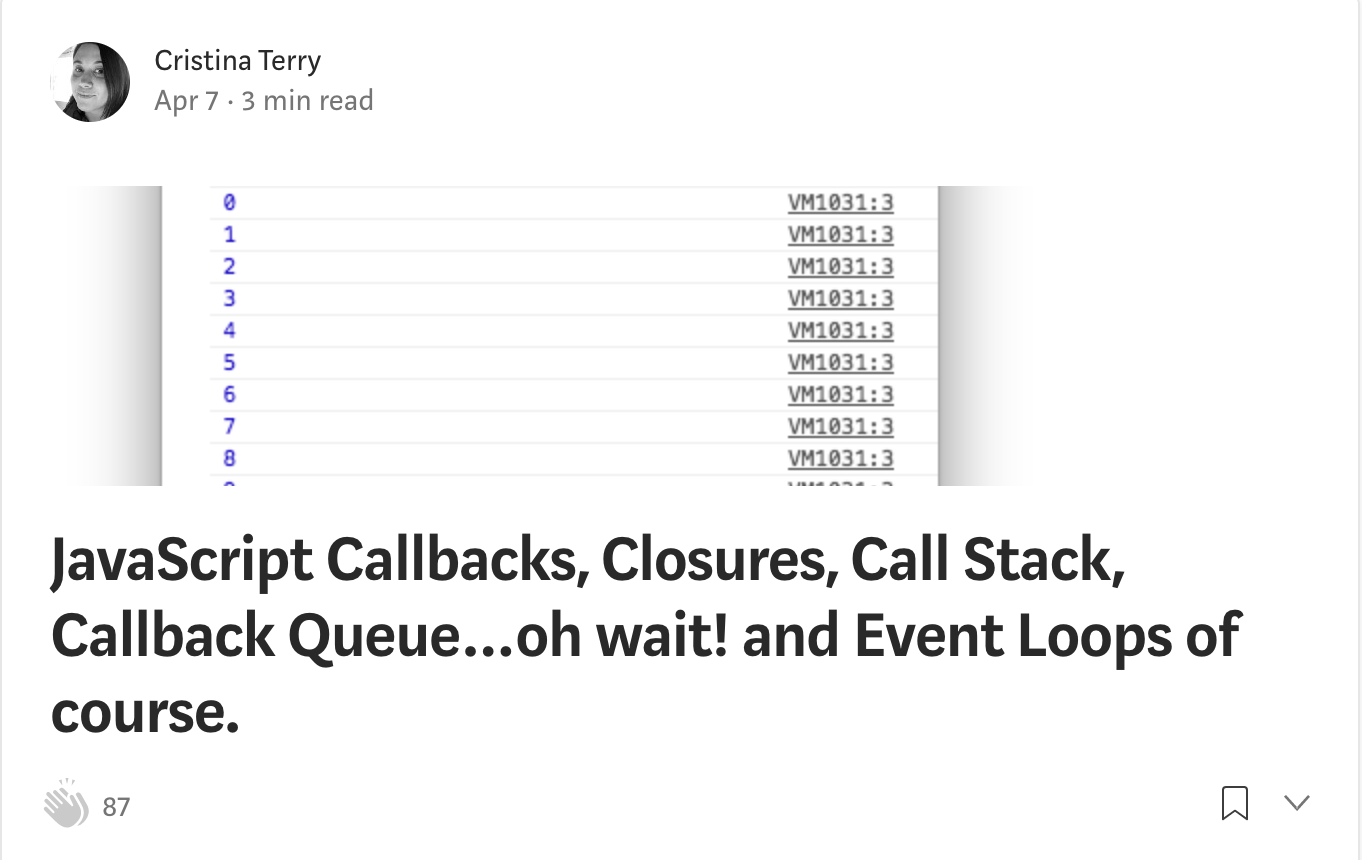 Cristina Terry
Apr 7 · 3 min read
0 VM1031:3
1 VM1031:3
2 VM1031:3
3 VM1031:3
4 VM1031:3
5 VM1031:3
6 VM1031:3
7 VM1031:3
8 VM1031:3
JavaScript Callbacks, Closures, Call Stack,
Callback Queue...oh wait! and Event Loops of
course.
87